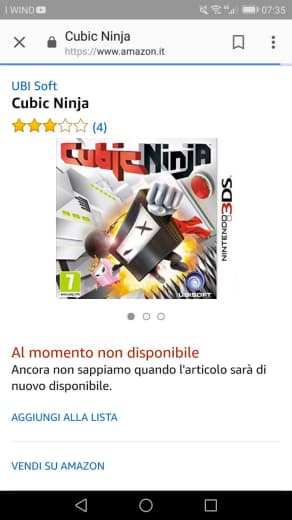 I WIND
07:35
Cubic Ninja
https://www.amazon.it
UBI Soft
Cubic Ninja
(4)
CubicNinjA
NINTENDO 3DS
7
UBISOFT
Al momento non disponibile
Ancora non sappiamo quando l'articolo sarà di
nuovo disponibile.
AGGIUNGI ALLA LISTA
VENDI SU AMAZON